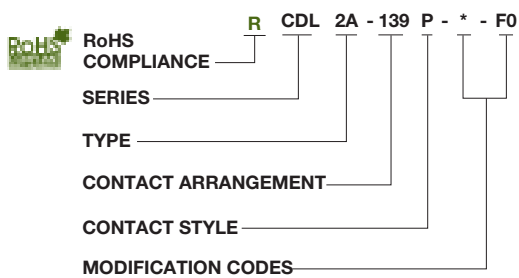 R CDL 2A - 139 P - * - F0
RoHS
RoHS
COMPLIANCE
SERIES
TYPE
CONTACT ARRANGEMENT
CONTACT STYLE
MODIFICATION CODES